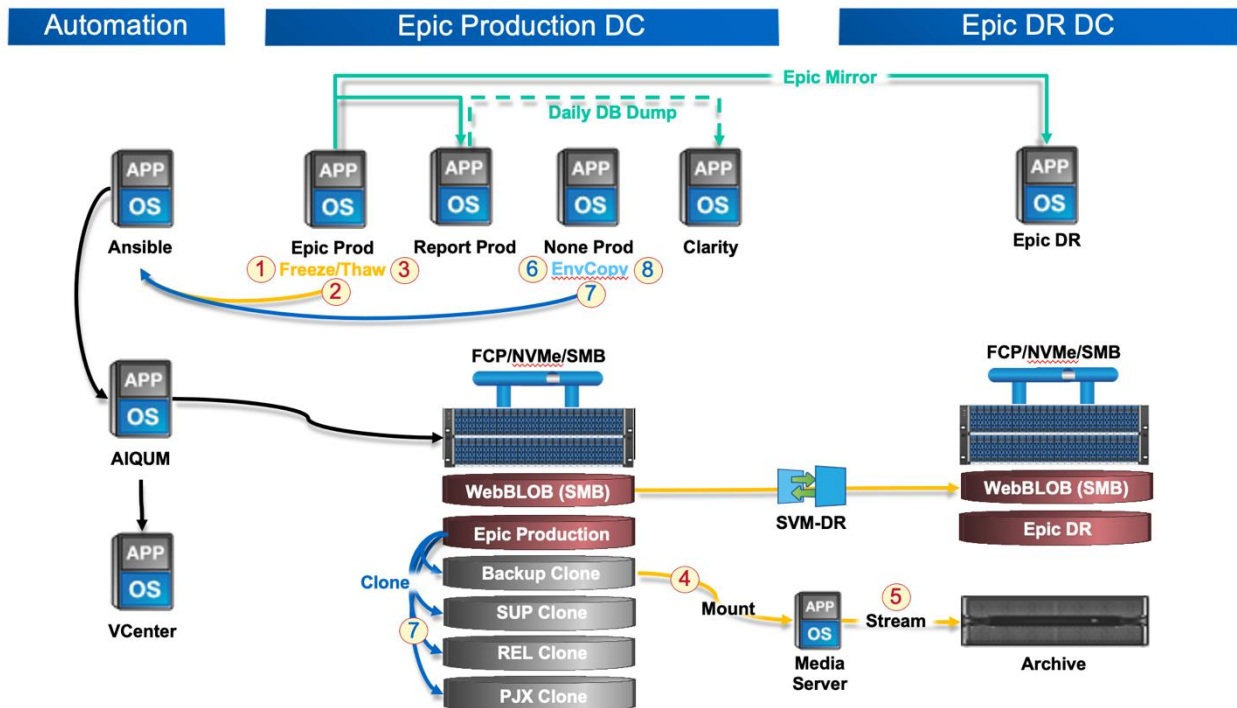 Automation
Epic Production DC
Epic DR DC
Epic Mirror
Daily DB Dump
APP
OS
Ansible
APP
OS
Epic Prod
APP
OS
Report Prod
APP
OS
None Prod
APP
OS
Clarity
APP
OS
Epic DR
1 Freeze/Thaw 3
2
6 EnvCopy 8
7
APP
OS
AIQUM
FCP/NVMe/SMB
FCP/NVMe/SMB
WebBLOB (SMB)
SVM-DR
WebBLOB (SMB)
Epic Production
Epic DR
APP
OS
VCenter
Clone
7
Backup Clone
SUP Clone
REL Clone
PJX Clone
4
Mount
APP
OS
Media
Server
5
Stream
Archive